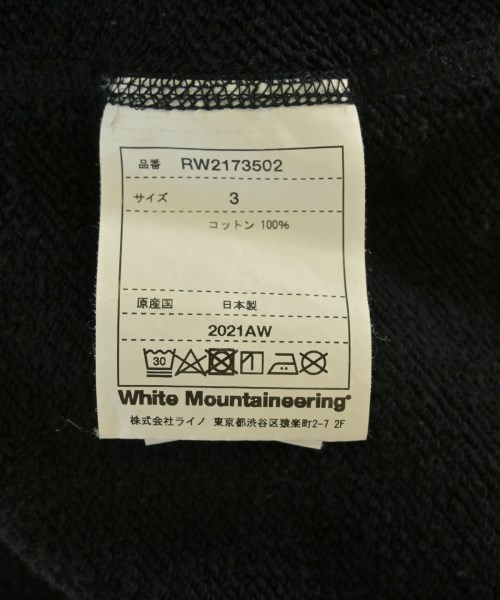 品番 RW2173502
サイズ 3
コットン 100%
原産国 日本製
2021AW
30
White Mountaineering®
株式会社ライノ 東京都渋谷区猿楽町2-7 2F